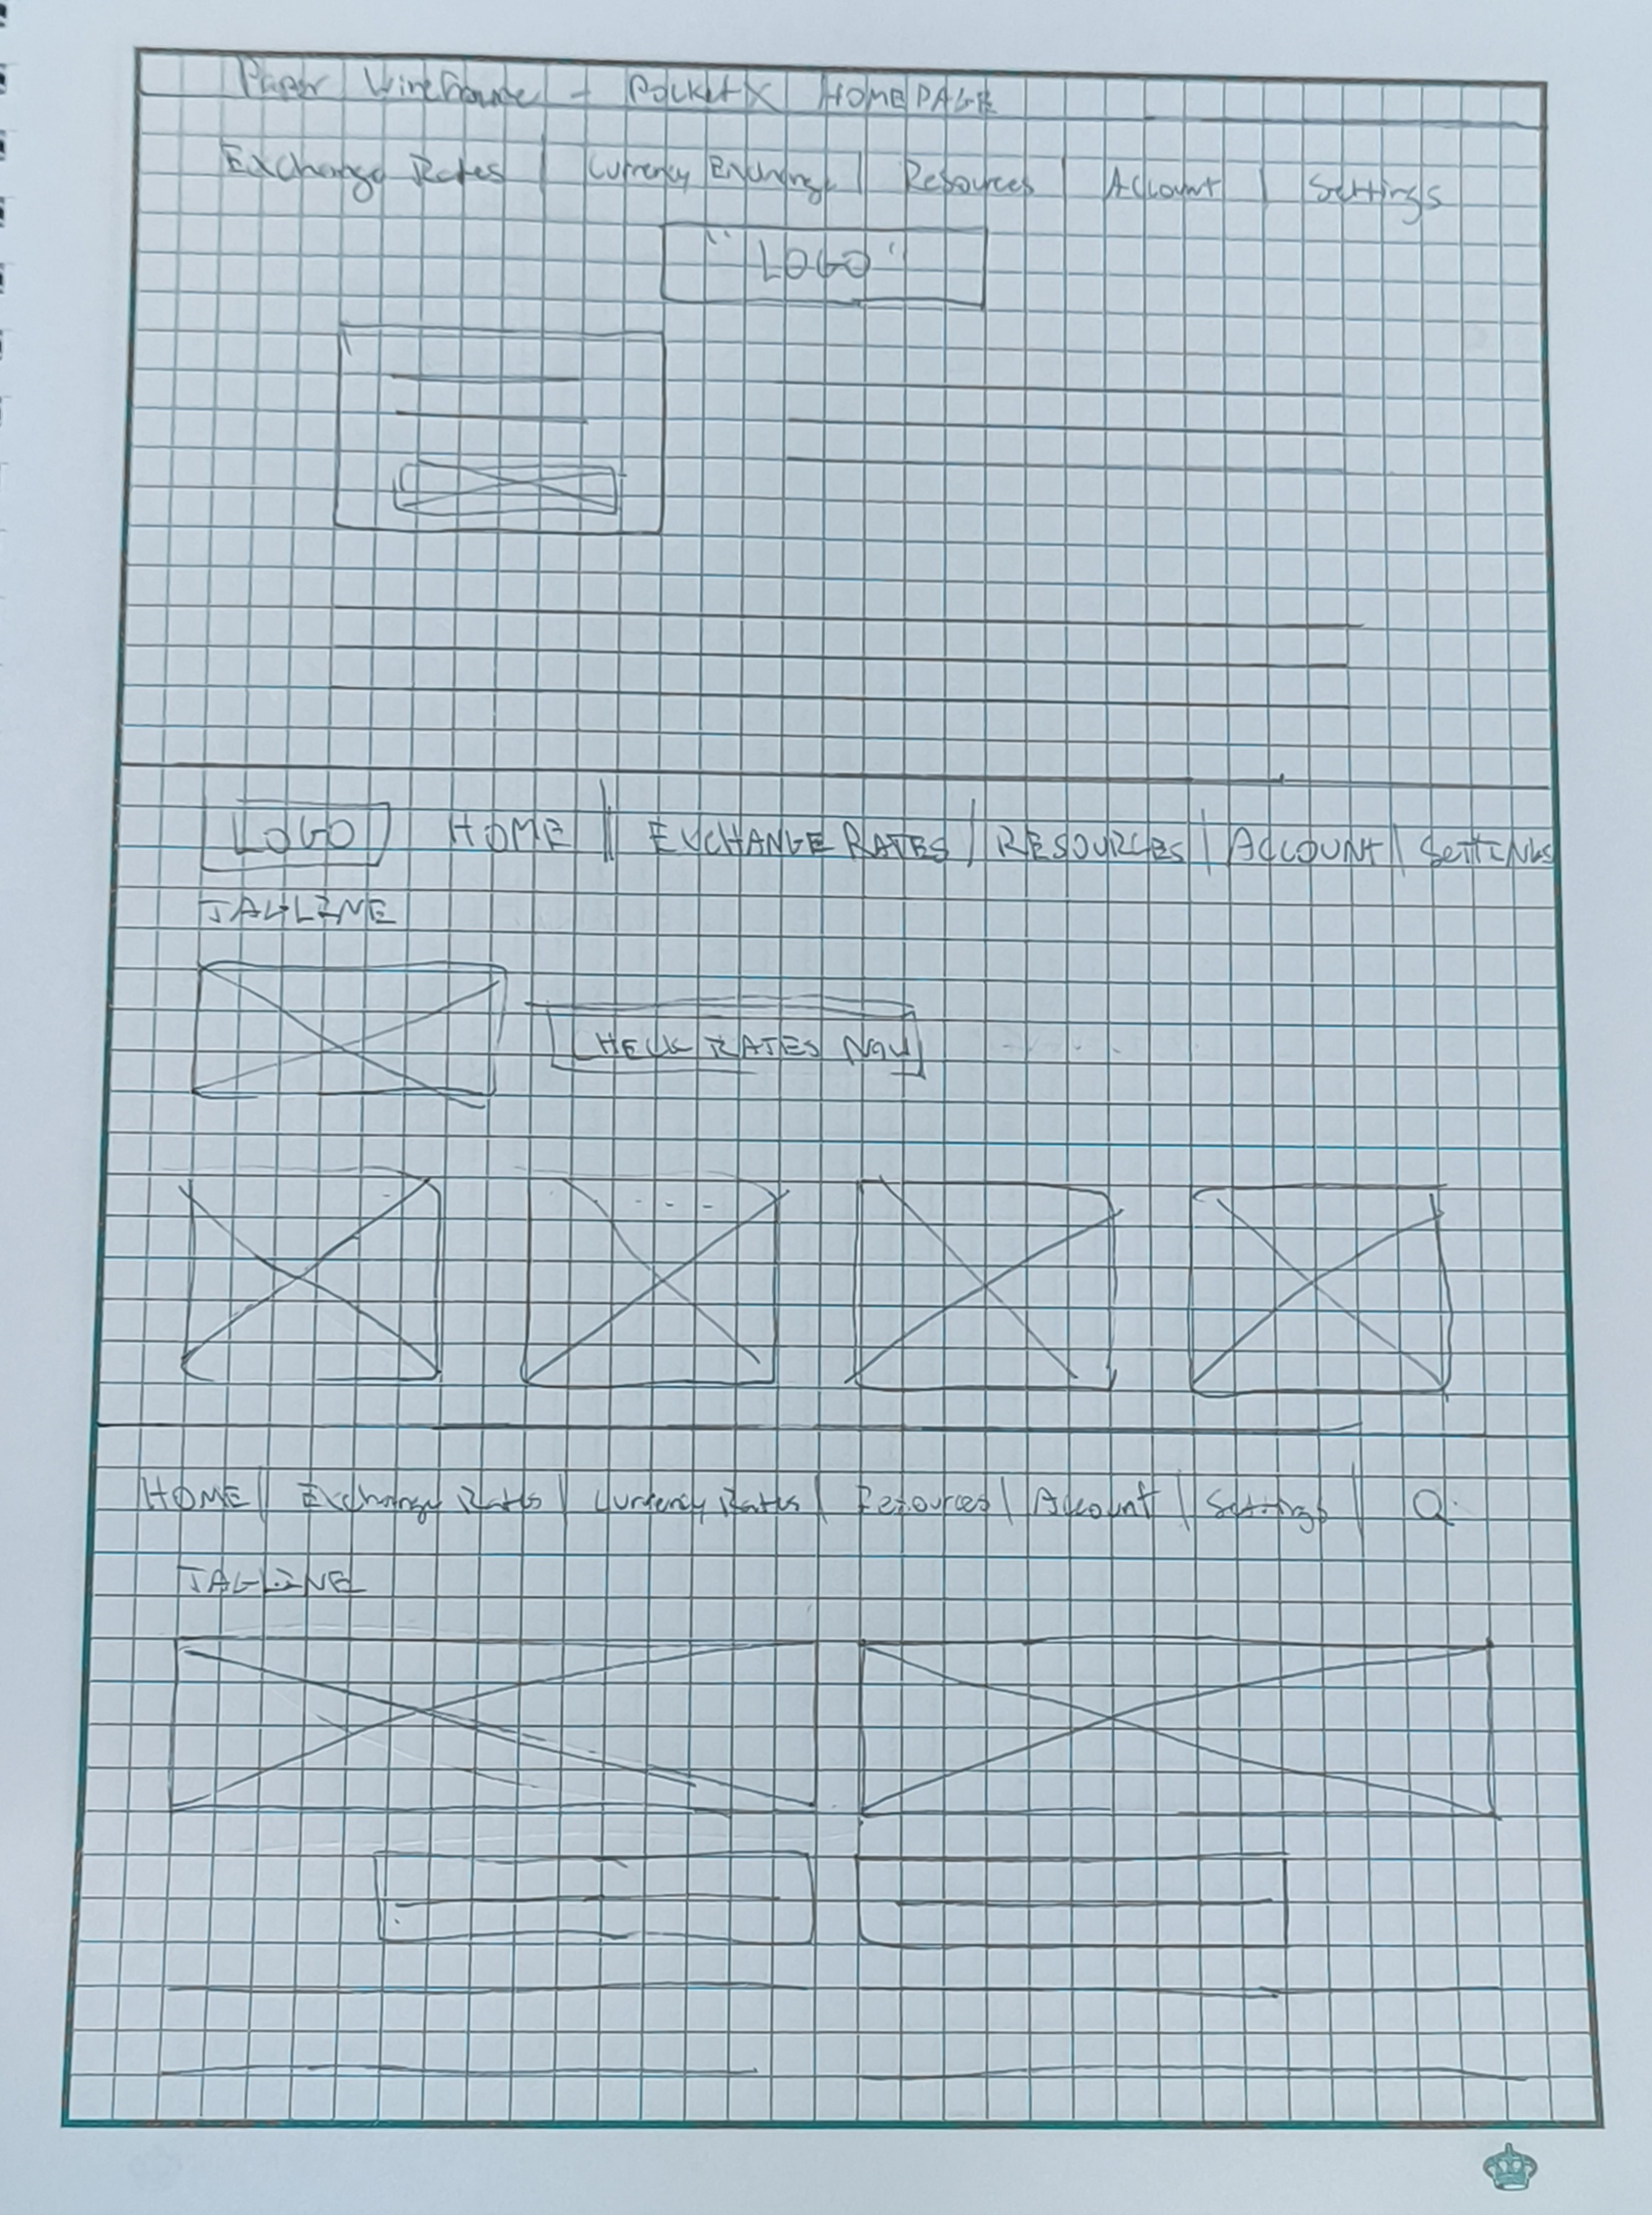 Paper Wireframe - PocketX HOMEPAGE
Exchange Rates | Currency Exchange | Resources | Account | Settings
"LOGO"
LOGO HOME || EXCHANGE RATES | RESOURCES | ACCOUNT | SETTINGS
TAGLINE
CHECK RATES NOW
HOME | Exchange Rates | Currency Rates | Resources | Account | Settings | Q
TAGLINE